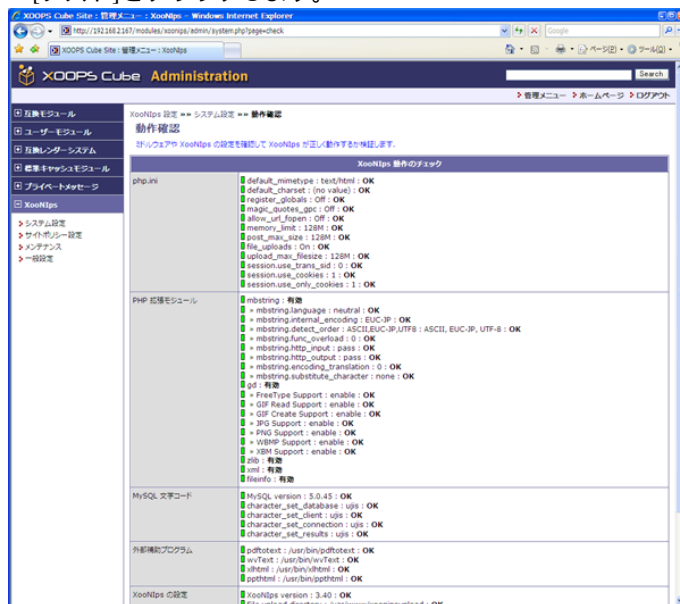 XOOPS Cube Site : 管理メニュー : XooNIps - Windows Internet Explorer
http://192.168.2.167/modules/xoonips/admin/system.php?page=check
Google
XOOPS Cube Site : 管理メニュー : XooNIps
ページ(P)
ツール(O)
XOOPS Cube Administration
Search
管理メニュー
ホームページ
ログアウト
互換モジュール
ユーザーモジュール
互換レンダーシステム
標準キャッシュモジュール
プライベートメッセージ
XooNIps
システム設定
サイトポリシー設定
メンテナンス
一般設定
XooNIps 設定 »» システム設定 »» 動作確認
動作確認
ミドルウェアや XooNIps の設定を確認して XooNIps が正しく動作するか検証します.
XooNIps 動作のチェック
php.ini
default_mimetype : text/html : OK
default_charset : (no value) : OK
register_globals : Off : OK
magic_quotes_gpc : Off : OK
allow_url_fopen : Off : OK
memory_limit : 128M : OK
post_max_size : 128M : OK
file_uploads : On : OK
upload_max_filesize : 128M : OK
session.use_trans_sid : 0 : OK
session.use_cookies : 1 : OK
session.use_only_cookies : 1 : OK
PHP 拡張モジュール
mbstring : 有効
» mbstring.language : neutral : OK
» mbstring.internal_encoding : EUC-JP : OK
» mbstring.detect_order : ASCII,EUC-JP,UTF8 : ASCII, EUC-JP, UTF-8 : OK
» mbstring.func_overload : 0 : OK
» mbstring.http_input : pass : OK
» mbstring.http_output : pass : OK
» mbstring.encoding_translation : 0 : OK
» mbstring.substitute_character : none : OK
gd : 有効
» FreeType Support : enable : OK
» GIF Read Support : enable : OK
» GIF Create Support : enable : OK
» JPG Support : enable : OK
» PNG Support : enable : OK
» WBMP Support : enable : OK
» XBM Support : enable : OK
zlib : 有効
xml : 有効
fileinfo : 有効
MySQL 文字コード
MySQL version : 5.0.45 : OK
character_set_database : ujis : OK
character_set_client : ujis : OK
character_set_connection : ujis : OK
character_set_results : ujis : OK
外部補助プログラム
pdftotext : /usr/bin/pdftotext : OK
wvText : /usr/bin/wvText : OK
xlhtml : /usr/bin/xlhtml : OK
ppthtml : /usr/bin/ppthtml : OK
XooNIps の設定
XooNIps version : 3.40 : OK